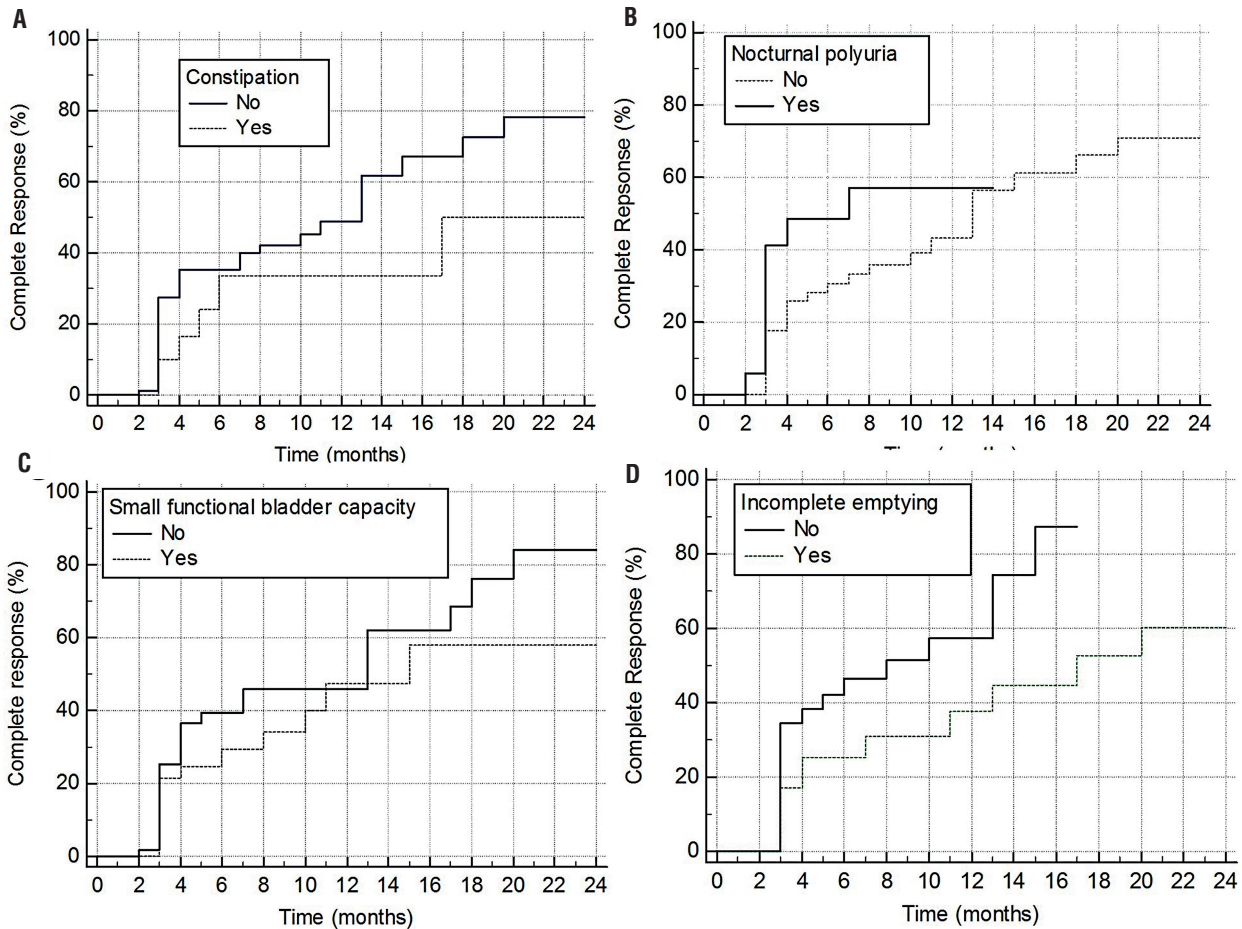 A
100
80
60
40
20
0
Complete Response (%)
Constipation
No
Yes
0 2 4 6 8 10 12 14 16 18 20 22 24
Time (months)
B
100
80
60
40
20
0
Complete Repsonse (%)
Nocturnal polyuria
No
Yes
0 2 4 6 8 10 12 14 16 18 20 22 24
C
100
80
60
40
20
0
Complete response (%)
Small functional bladder capacity
No
Yes
0 2 4 6 8 10 12 14 16 18 20 22 24
Time (months)
D
100
80
60
40
20
0
Complete Response (%)
Incomplete emptying
No
Yes
0 2 4 6 8 10 12 14 16 18 20 22 24
Time (months)